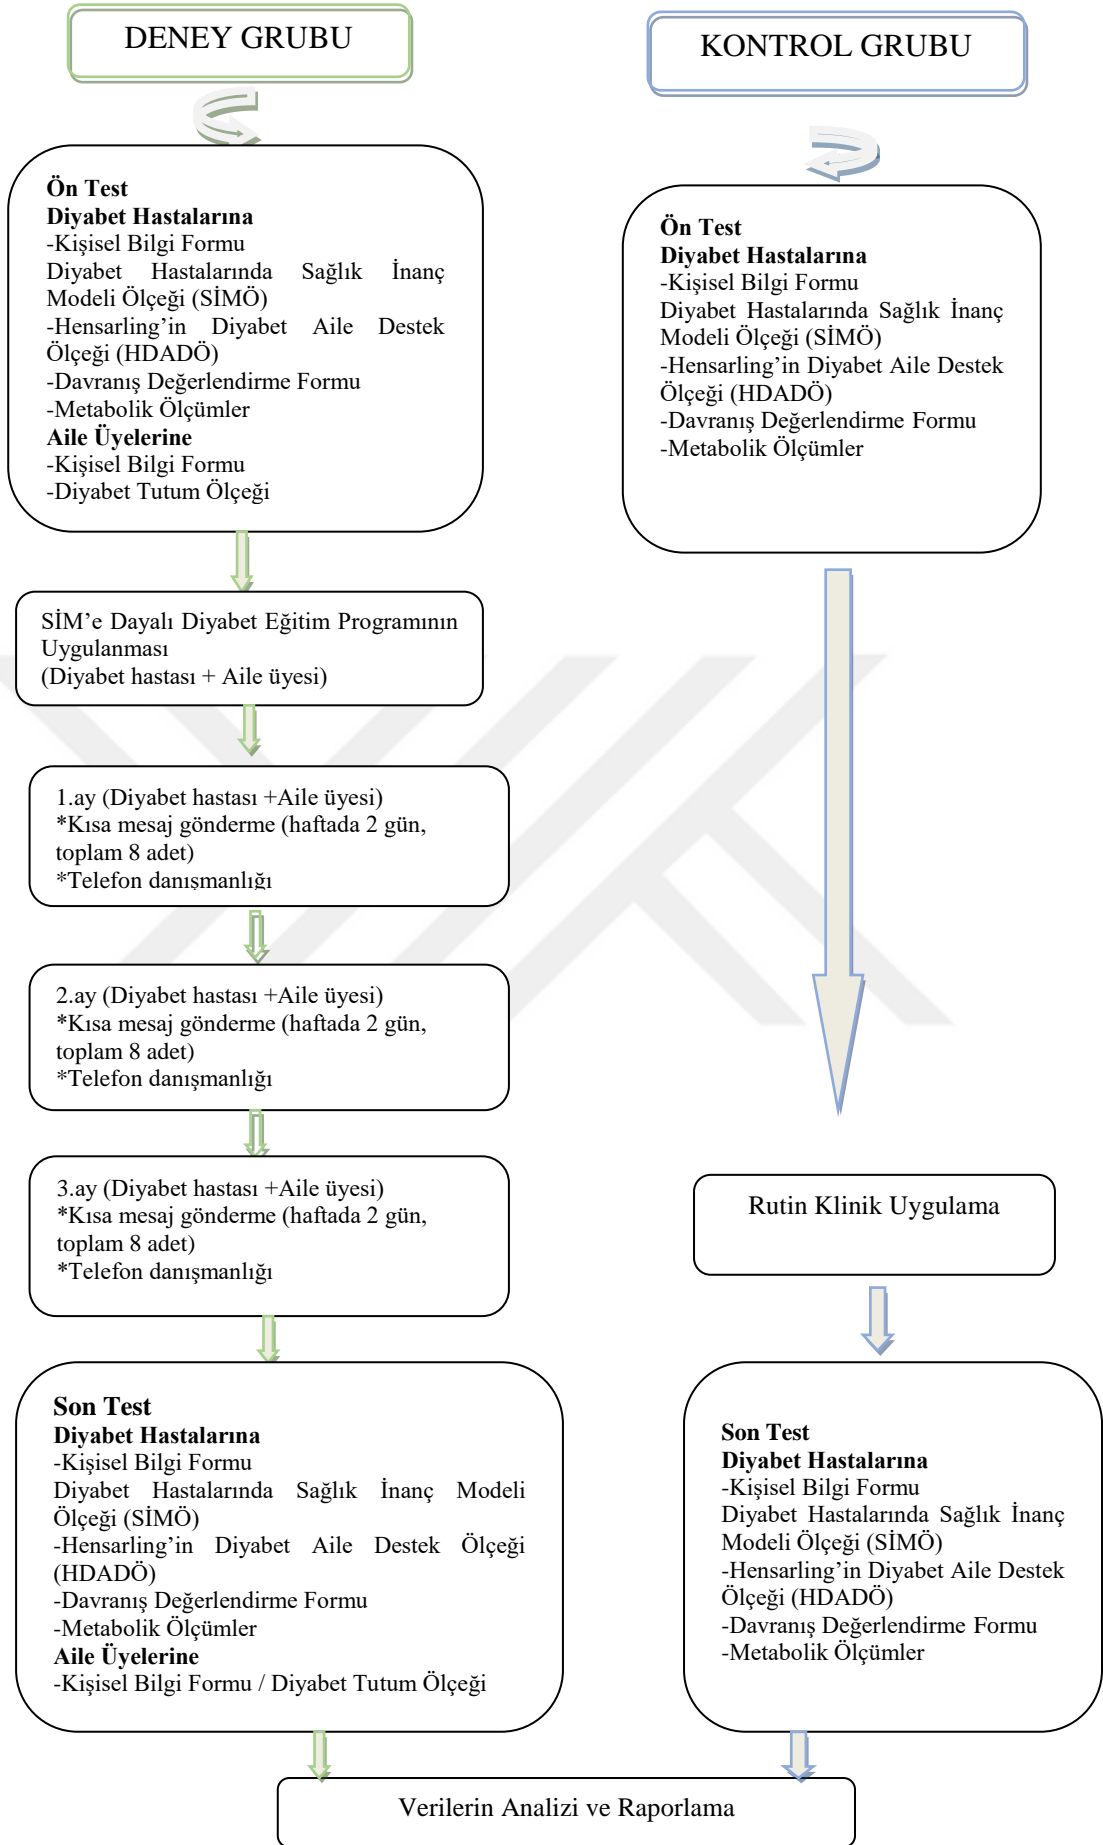 DENEY GRUBU
KONTROL GRUBU
Ön Test
Diyabet Hastalarına
-Kişisel Bilgi Formu
Diyabet Hastalarında Sağlık İnanç
Modeli Ölçeği (SİMÖ)
-Hensarling’in Diyabet Aile Destek
Ölçeği (HDADÖ)
-Davranış Değerlendirme Formu
-Metabolik Ölçümler
Aile Üyelerine
-Kişisel Bilgi Formu
-Diyabet Tutum Ölçeği
Ön Test
Diyabet Hastalarına
-Kişisel Bilgi Formu
Diyabet Hastalarında Sağlık İnanç
Modeli Ölçeği (SİMÖ)
-Hensarling’in Diyabet Aile Destek
Ölçeği (HDADÖ)
-Davranış Değerlendirme Formu
-Metabolik Ölçümler
SİM’e Dayalı Diyabet Eğitim Programının
Uygulanması
(Diyabet hastası + Aile üyesi)
1.ay (Diyabet hastası +Aile üyesi)
*Kısa mesaj gönderme (haftada 2 gün,
toplam 8 adet)
*Telefon danışmanlığı
2.ay (Diyabet hastası +Aile üyesi)
*Kısa mesaj gönderme (haftada 2 gün,
toplam 8 adet)
*Telefon danışmanlığı
3.ay (Diyabet hastası +Aile üyesi)
*Kısa mesaj gönderme (haftada 2 gün,
toplam 8 adet)
*Telefon danışmanlığı
Rutin Klinik Uygulama
Son Test
Diyabet Hastalarına
-Kişisel Bilgi Formu
Diyabet Hastalarında Sağlık İnanç Modeli
Ölçeği (SİMÖ)
-Hensarling’in Diyabet Aile Destek Ölçeği
(HDADÖ)
-Davranış Değerlendirme Formu
-Metabolik Ölçümler
Aile Üyelerine
-Kişisel Bilgi Formu / Diyabet Tutum Ölçeği
Son Test
Diyabet Hastalarına
-Kişisel Bilgi Formu
Diyabet Hastalarında Sağlık İnanç
Modeli Ölçeği (SİMÖ)
-Hensarling’in Diyabet Aile Destek
Ölçeği (HDADÖ)
-Davranış Değerlendirme Formu
-Metabolik Ölçümler
Verilerin Analizi ve Raporlama